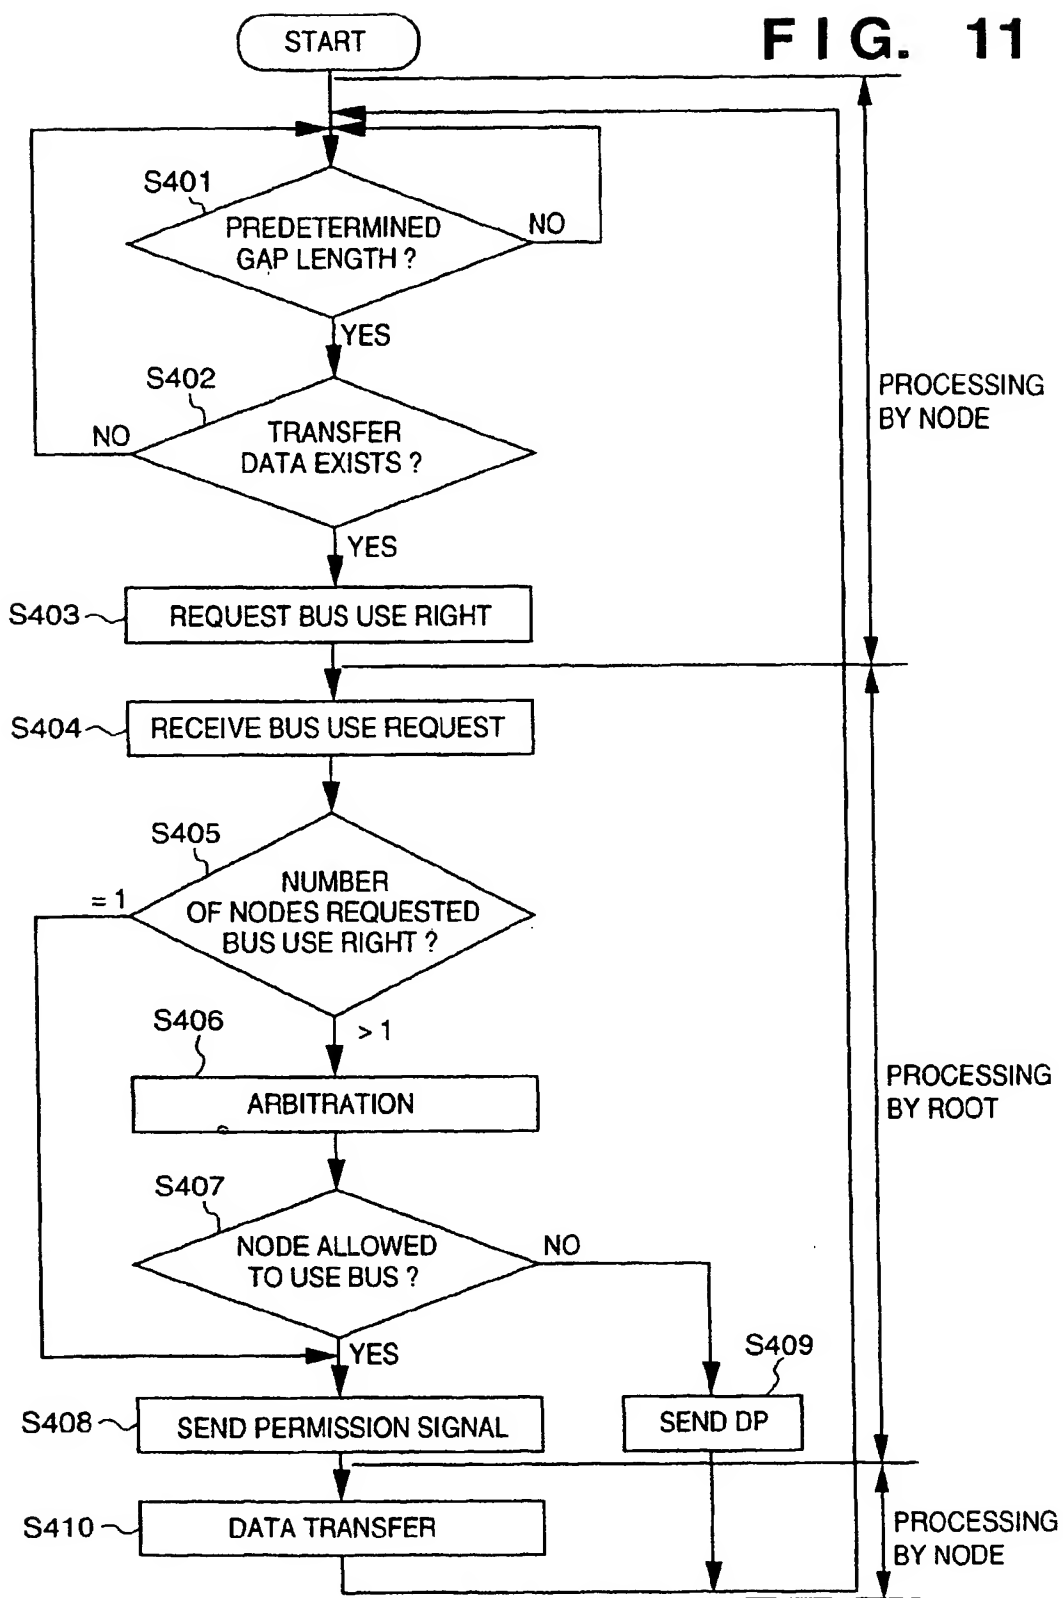 START
FIG. 11
S401
PREDETERMINED
GAP LENGTH ?
NO
YES
S402
TRANSFER
DATA EXISTS ?
NO
YES
PROCESSING
BY NODE
S403
REQUEST BUS USE RIGHT
S404
RECEIVE BUS USE REQUEST
S405
NUMBER
OF NODES REQUESTED
BUS USE RIGHT ?
= 1
> 1
S406
ARBITRATION
PROCESSING
BY ROOT
S407
NODE ALLOWED
TO USE BUS ?
NO
YES
S408
SEND PERMISSION SIGNAL
S409
SEND DP
S410
DATA TRANSFER
PROCESSING
BY NODE